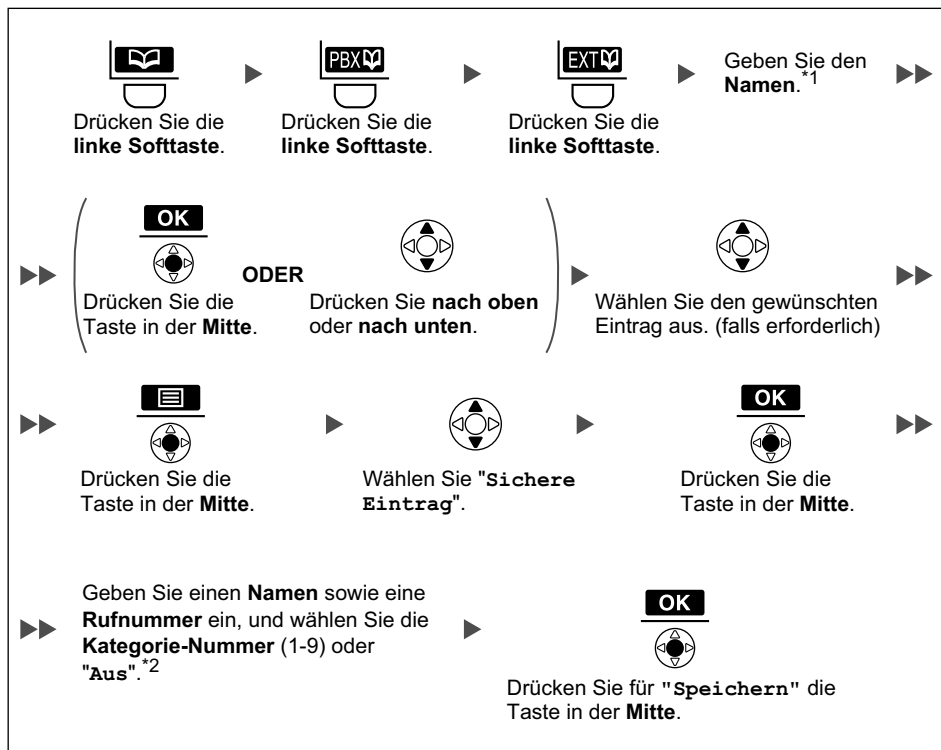 PBX
EXT
Geben Sie den
Namen.*1
Drücken Sie die
linke Softtaste.
Drücken Sie die
linke Softtaste.
Drücken Sie die
linke Softtaste.
OK
Drücken Sie die
Taste in der Mitte.
ODER
Drücken Sie nach oben
oder nach unten.
Wählen Sie den gewünschten
Eintrag aus. (falls erforderlich)
Drücken Sie die
Taste in der Mitte.
Wählen Sie "Sichere
Eintrag".
OK
Drücken Sie die
Taste in der Mitte.
Geben Sie einen Namen sowie eine
Rufnummer ein, und wählen Sie die
Kategorie-Nummer (1-9) oder
"Aus".*2
OK
Drücken Sie für "Speichern" die
Taste in der Mitte.